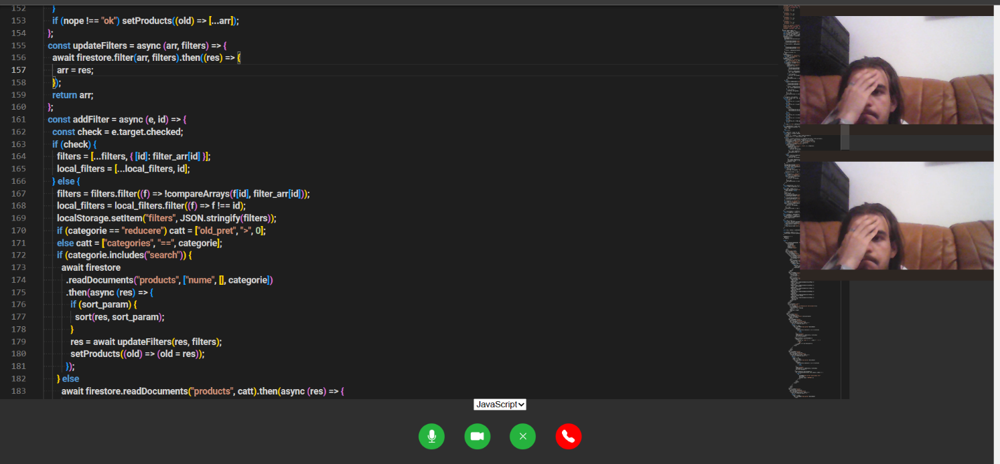 152 }
153 if (nope !== "ok") setProducts((old) => [...arr]);
154 };
155 const updateFilters = async (arr, filters) => {
156 await firestore.filter(arr, filters).then((res) => {
157 arr = res;
158 });
159 return arr;
160 };
161 const addFilter = async (e, id) => {
162 const check = e.target.checked;
163 if (check) {
164 filters = [...filters, { [id]: filter_arr[id] }];
165 local_filters = [...local_filters, id];
166 } else {
167 filters = filters.filter((f) => !compareArrays(f[id], filter_arr[id]));
168 local_filters = local_filters.filter((f) => f !== id);
169 localStorage.setItem("filters", JSON.stringify(filters));
170 if (categorie == "reducere") catt = ["old_pret", ">", 0];
171 else catt = ["categories", "==", categorie];
172 if (categorie.includes("search")) {
173 await firestore
174 .readDocuments("products", ["nume", [], categorie])
175 .then(async (res) => {
176 if (sort_param) {
177 sort(res, sort_param);
178 }
179 res = await updateFilters(res, filters);
180 setProducts((old) => (old = res));
181 });
182 } else
183 await firestore.readDocuments("products", catt).then(async (res) => {
JavaScript